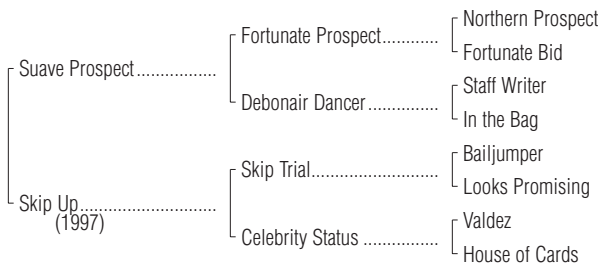 Northern Prospect
Fortunate Prospect............
Fortunate Bid
Suave Prospect.................
Staff Writer
Debonair Dancer...............
In the Bag
Bailjumper
Skip Trial...........................
Looks Promising
Skip Up.............................
(1997)
Valdez
Celebrity Status ................
House of Cards